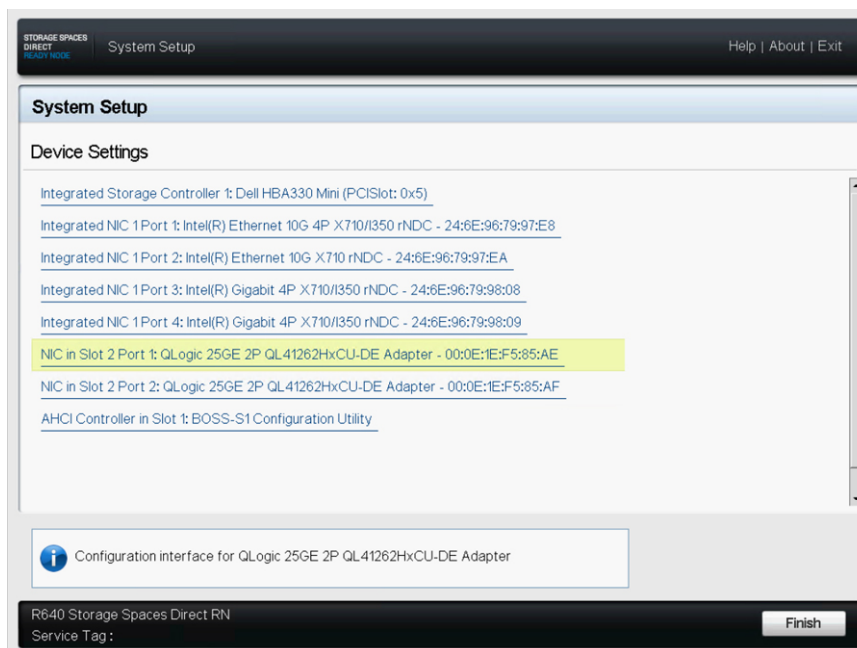 STORAGE SPACES
DIRECT
READY NODE
System Setup
Help | About | Exit
System Setup
Device Settings
Integrated Storage Controller 1: Dell HBA330 Mini (PCISlot: 0x5)
Integrated NIC 1 Port 1: Intel(R) Ethernet 10G 4P X710/I350 rNDC - 24:6E:96:79:97:E8
Integrated NIC 1 Port 2: Intel(R) Ethernet 10G X710 rNDC - 24:6E:96:79:97:EA
Integrated NIC 1 Port 3: Intel(R) Gigabit 4P X710/I350 rNDC - 24:6E:96:79:98:08
Integrated NIC 1 Port 4: Intel(R) Gigabit 4P X710/I350 rNDC - 24:6E:96:79:98:09
NIC in Slot 2 Port 1: QLogic 25GE 2P QL41262HxCU-DE Adapter - 00:0E:1E:F5:85:AE
NIC in Slot 2 Port 2: QLogic 25GE 2P QL41262HxCU-DE Adapter - 00:0E:1E:F5:85:AF
AHCI Controller in Slot 1: BOSS-S1 Configuration Utility
Configuration interface for QLogic 25GE 2P QL41262HxCU-DE Adapter
R640 Storage Spaces Direct RN
Service Tag :
Finish